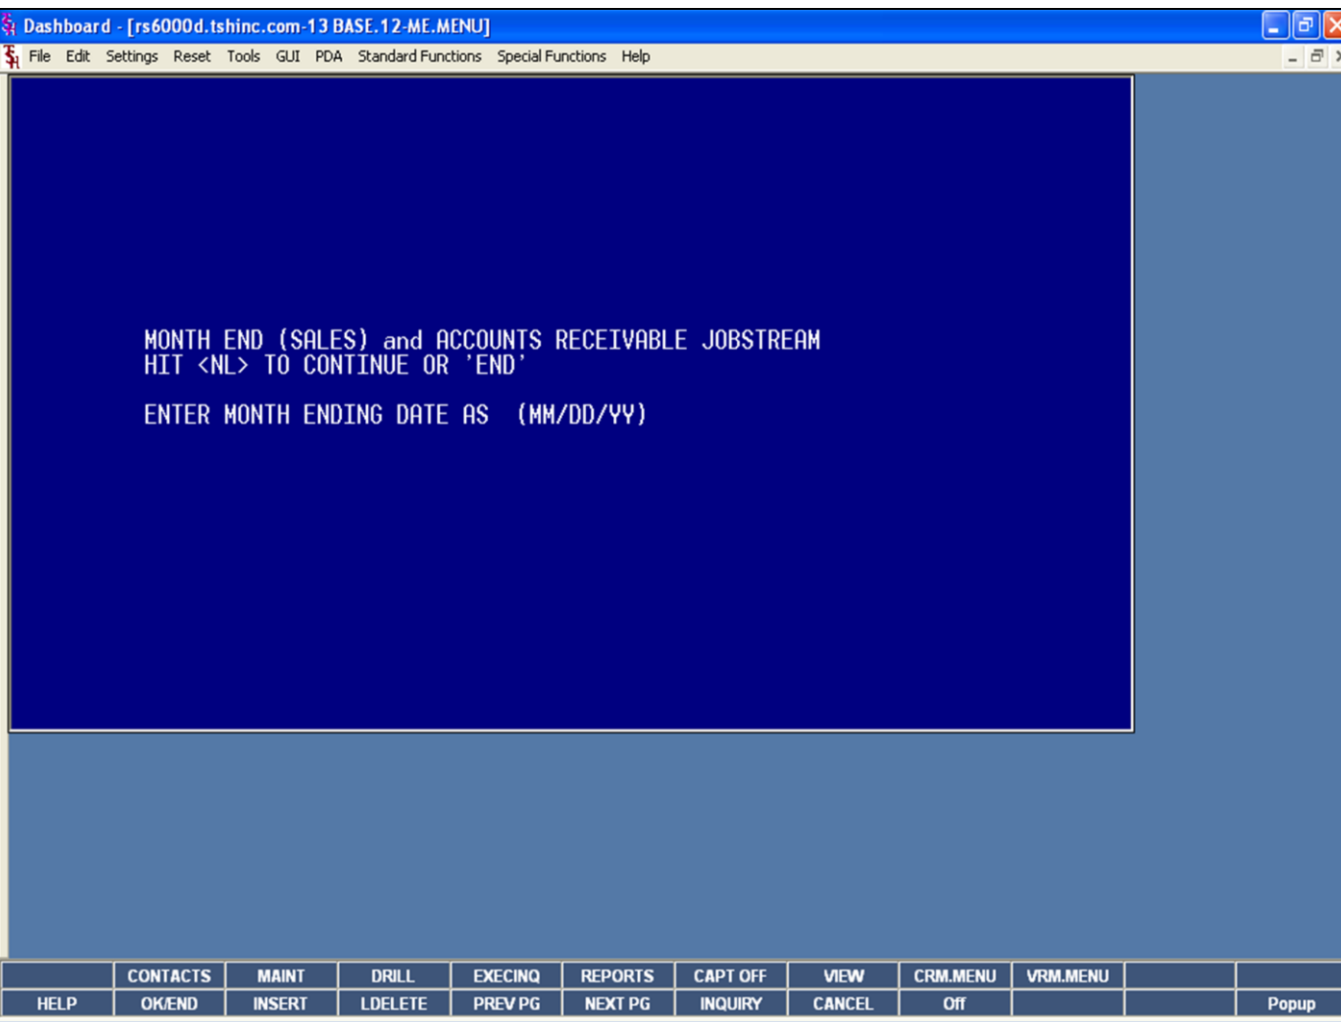 Dashboard - [rs6000d.tshinc.com-13 BASE.12-ME.MENU]
File Edit Settings Reset Tools GUI PDA Standard Functions Special Functions Help
MONTH END (SALES) and ACCOUNTS RECEIVABLE JOBSTREAM
HIT <NL> TO CONTINUE OR 'END'
ENTER MONTH ENDING DATE AS (MM/DD/YY)
CONTACTS MAINT DRILL EXECINQ REPORTS CAPT OFF VIEW CRM.MENU VRM.MENU
HELP OK/END INSERT LDELETE PREV PG NEXT PG INQUIRY CANCEL Off Popup